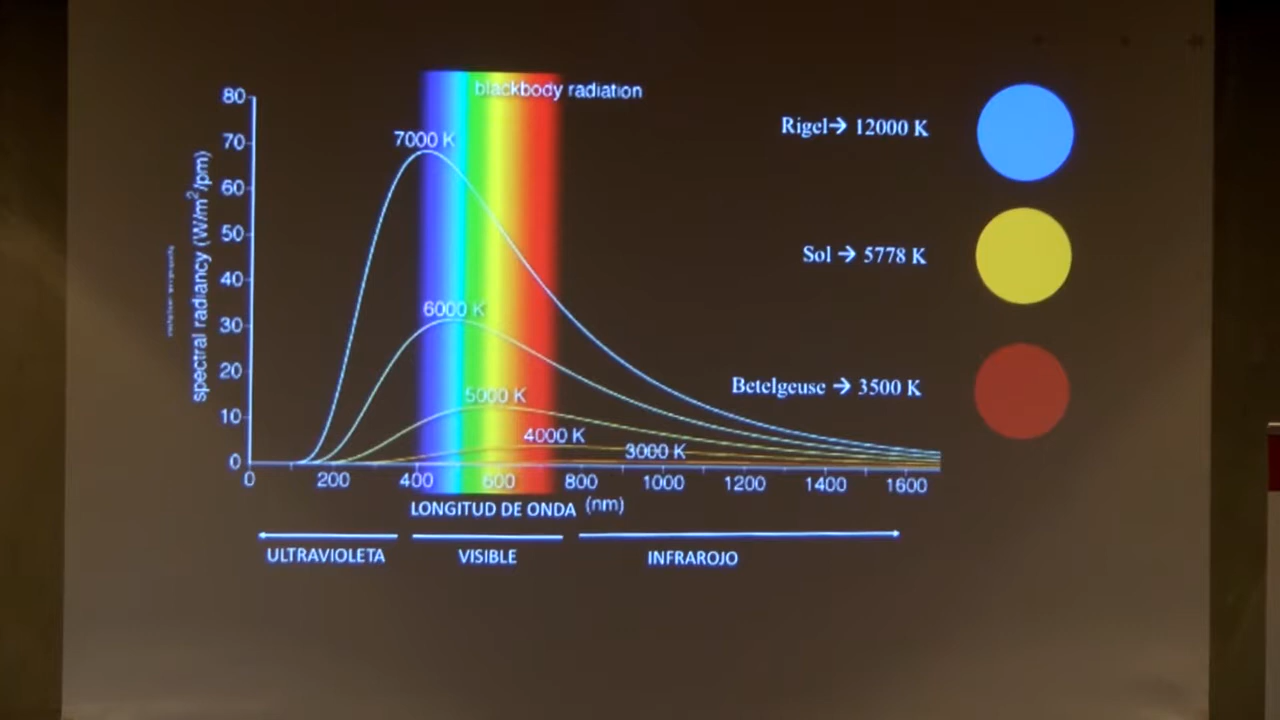 blackbody radiation
spectral radiancy (W/m²/pm)
80
70
60
50
40
30
20
10
0
7000 K
6000 K
5000 K
4000 K
3000 K
0 200 400 600 800 1000 1200 1400 1600
LONGITUD DE ONDA (nm)
ULTRAVIOLETA VISIBLE INFRAROJO
Rigel→ 12000 K
Sol → 5778 K
Betelgeuse → 3500 K